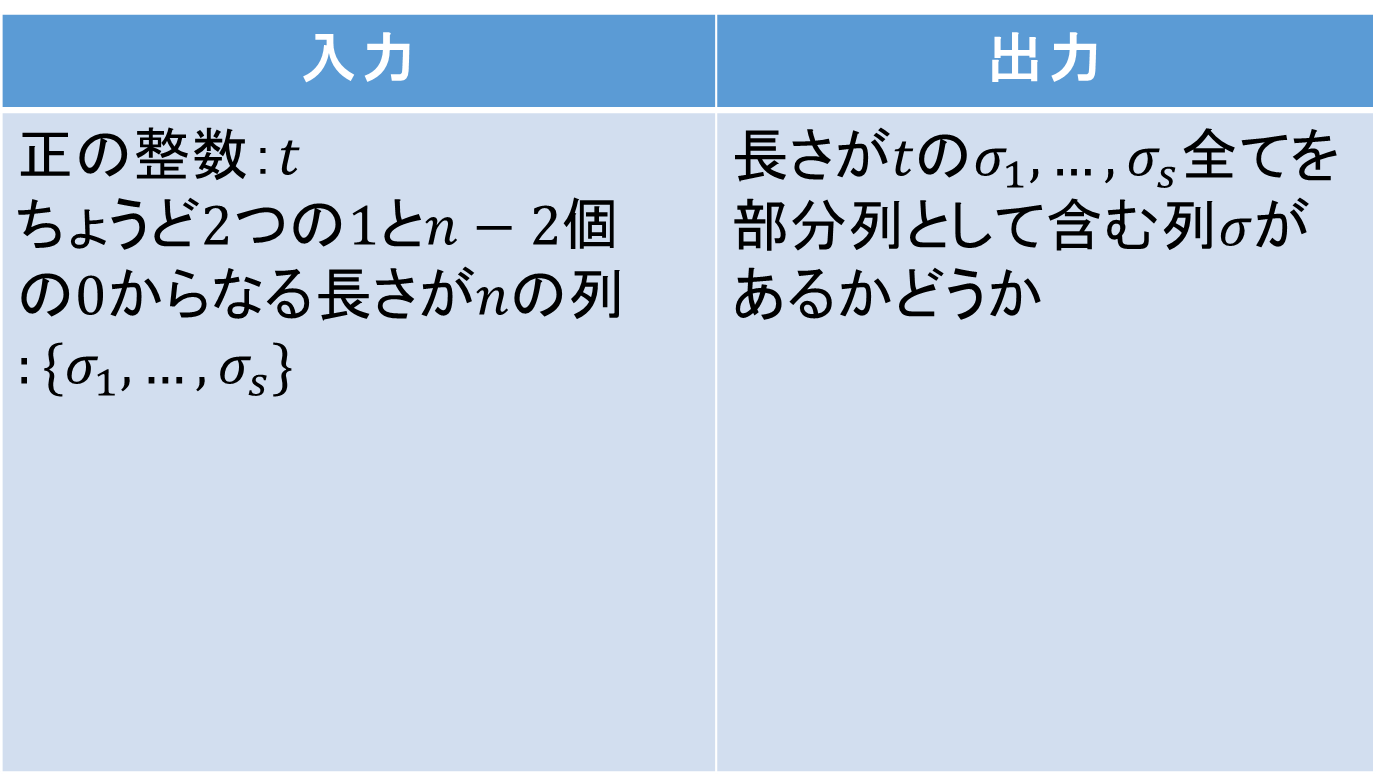 入力
出力
正の整数:t
ちょうど2つの1とn − 2個
の0からなる長さがnの列
:{σ₁, … , σₛ}
長さがtのσ₁, … , σₛ全てを
部分列として含む列σが
あるかどうか